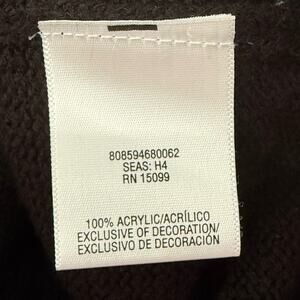 808594680062
SEAS: H4
RN 15099
100% ACRYLIC/ACRÍLICO
EXCLUSIVE OF DECORATION/
EXCLUSIVO DE DECORACIÓN